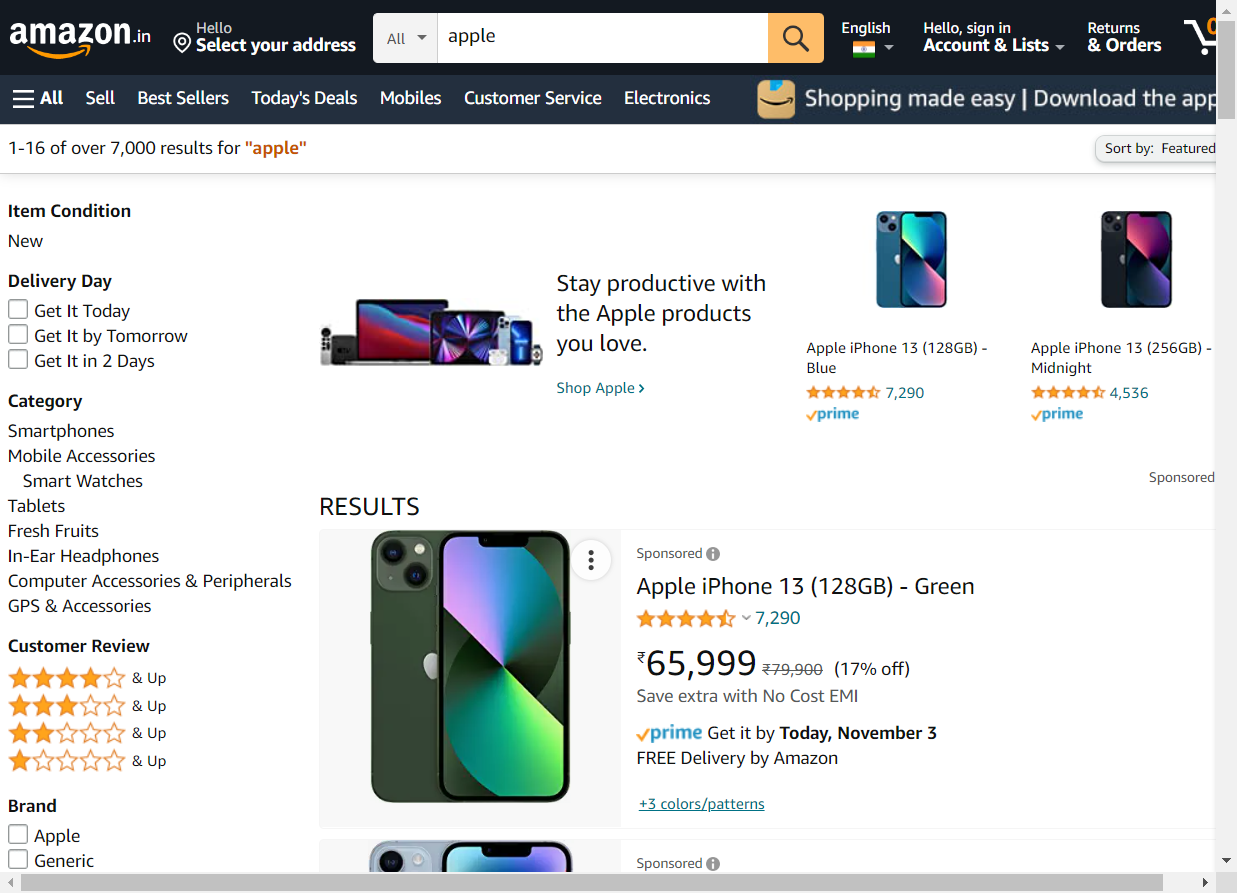 amazon.in
Hello
Select your address
All
apple
English
Hello, sign in
Account & Lists
Returns
& Orders
0
All
Sell
Best Sellers
Today's Deals
Mobiles
Customer Service
Electronics
Shopping made easy | Download the app
1-16 of over 7,000 results for "apple"
Sort by: Featured
Item Condition
New
Delivery Day
Get It Today
Get It by Tomorrow
Get It in 2 Days
Category
Smartphones
Mobile Accessories
Smart Watches
Tablets
Fresh Fruits
In-Ear Headphones
Computer Accessories & Peripherals
GPS & Accessories
Customer Review
& Up
& Up
& Up
& Up
Brand
Apple
Generic
Stay productive with
the Apple products
you love.
Shop Apple ›
Apple iPhone 13 (128GB) -
Blue
7,290
prime
Apple iPhone 13 (256GB) -
Midnight
4,536
prime
Sponsored
RESULTS
Sponsored
Apple iPhone 13 (128GB) - Green
7,290
₹65,999 ₹79,900 (17% off)
Save extra with No Cost EMI
prime Get it by Today, November 3
FREE Delivery by Amazon
+3 colors/patterns
Sponsored